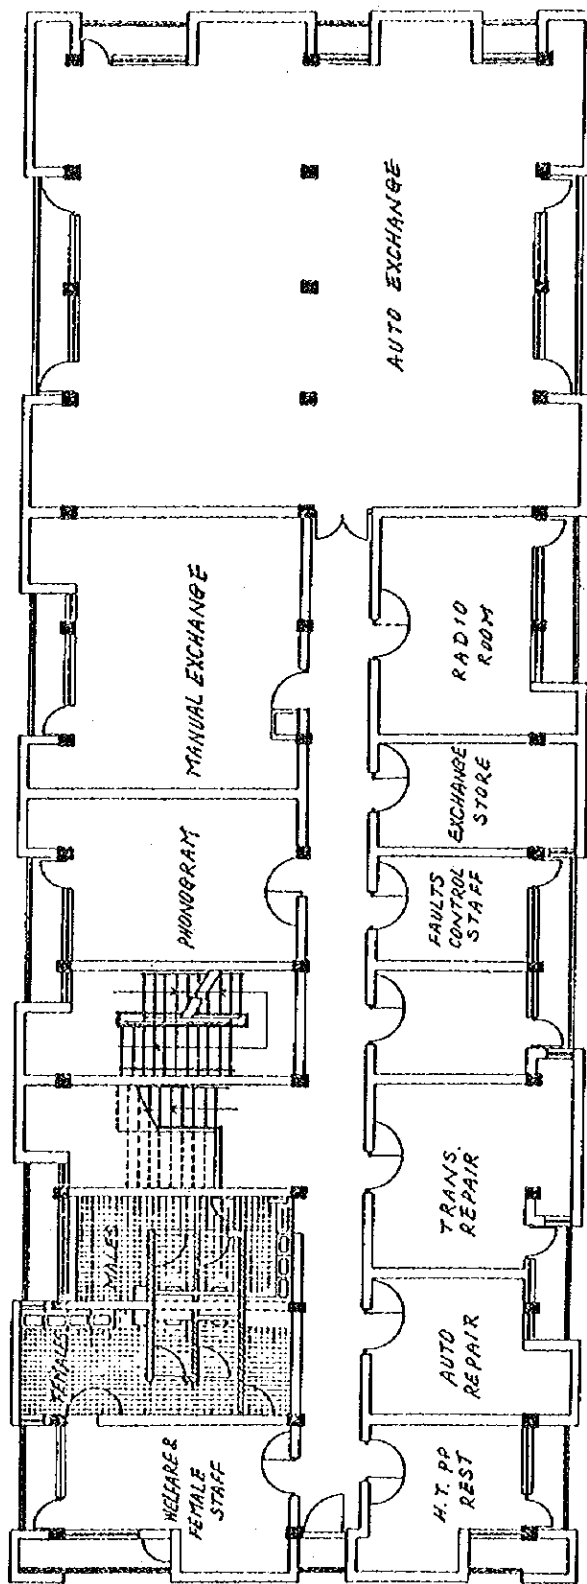 AUTO EXCHANGE
MANUAL EXCHANGE
RADIO
ROOM
EXCHANGE
STORE
PHONOGRAM
FAULTS
CONTROL
STAFF
TRANS.
REPAIR
MALES
FEMALES
AUTO
REPAIR
WELFARE &
FEMALE
STAFF
H.T. PP
REST